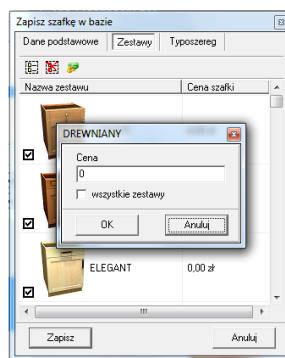 Zapisz szafkę w bazie
Dane podstawowe Zestawy Typoszereg
Nazwa zestawu Cena szafki
DREWNIANY
Cena
0
wszystkie zestawy
OK Anuluj
ELEGANT 0,00 zł
Zapisz Anuluj